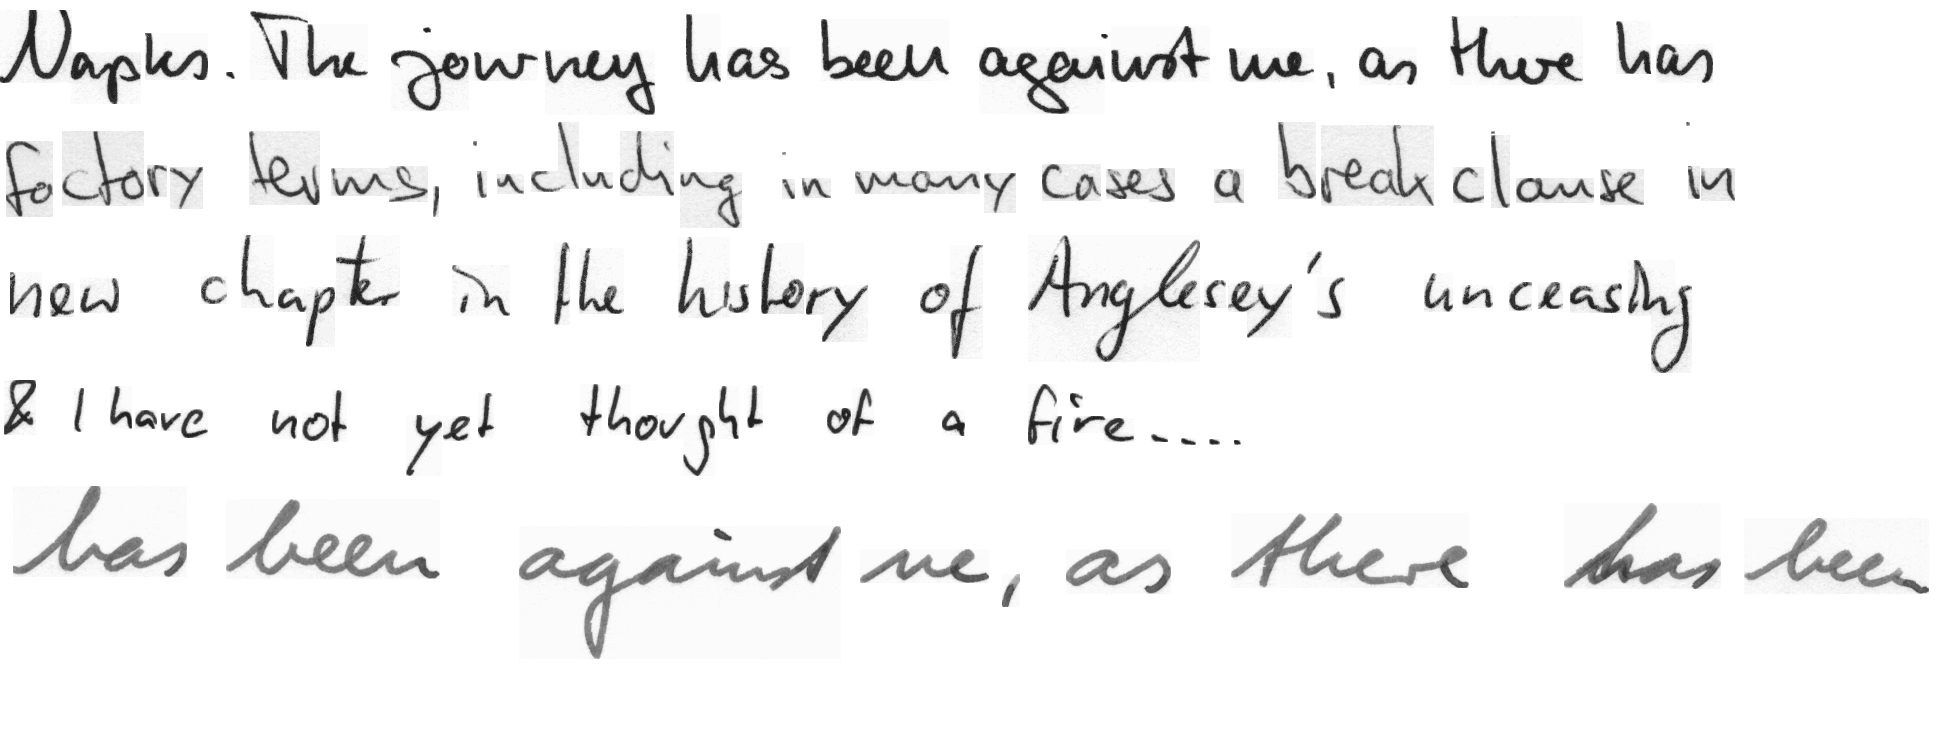 Naples. The journey has been against me, as there has
factory terms, including in many cases a break clause in
new chapter in the history of Anglesey's unceasing
& I have not yet thought of a fire....
has been against me, as there has been